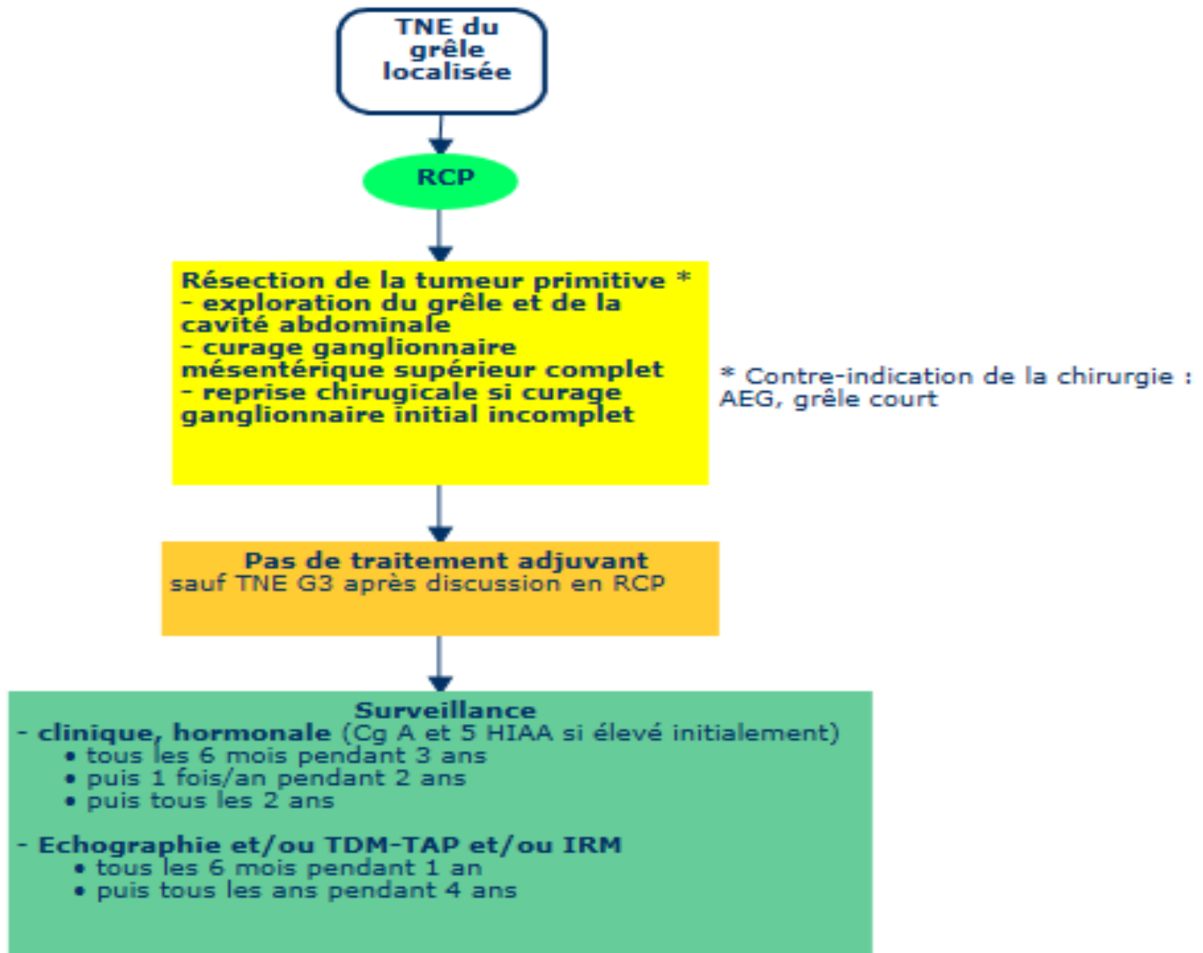 TNE du
grêle
localisée
RCP
Résection de la tumeur primitive *
- exploration du grêle et de la
cavité abdominale
- curage ganglionnaire
mésentérique supérieur complet
- reprise chirugicale si curage
ganglionnaire initial incomplet
* Contre-indication de la chirurgie :
AEG, grêle court
Pas de traitement adjuvant
sauf TNE G3 après discussion en RCP
Surveillance
- clinique, hormonale (Cg A et 5 HIAA si élevé initialement)
• tous les 6 mois pendant 3 ans
• puis 1 fois/an pendant 2 ans
• puis tous les 2 ans
- Echographie et/ou TDM-TAP et/ou IRM
• tous les 6 mois pendant 1 an
• puis tous les ans pendant 4 ans